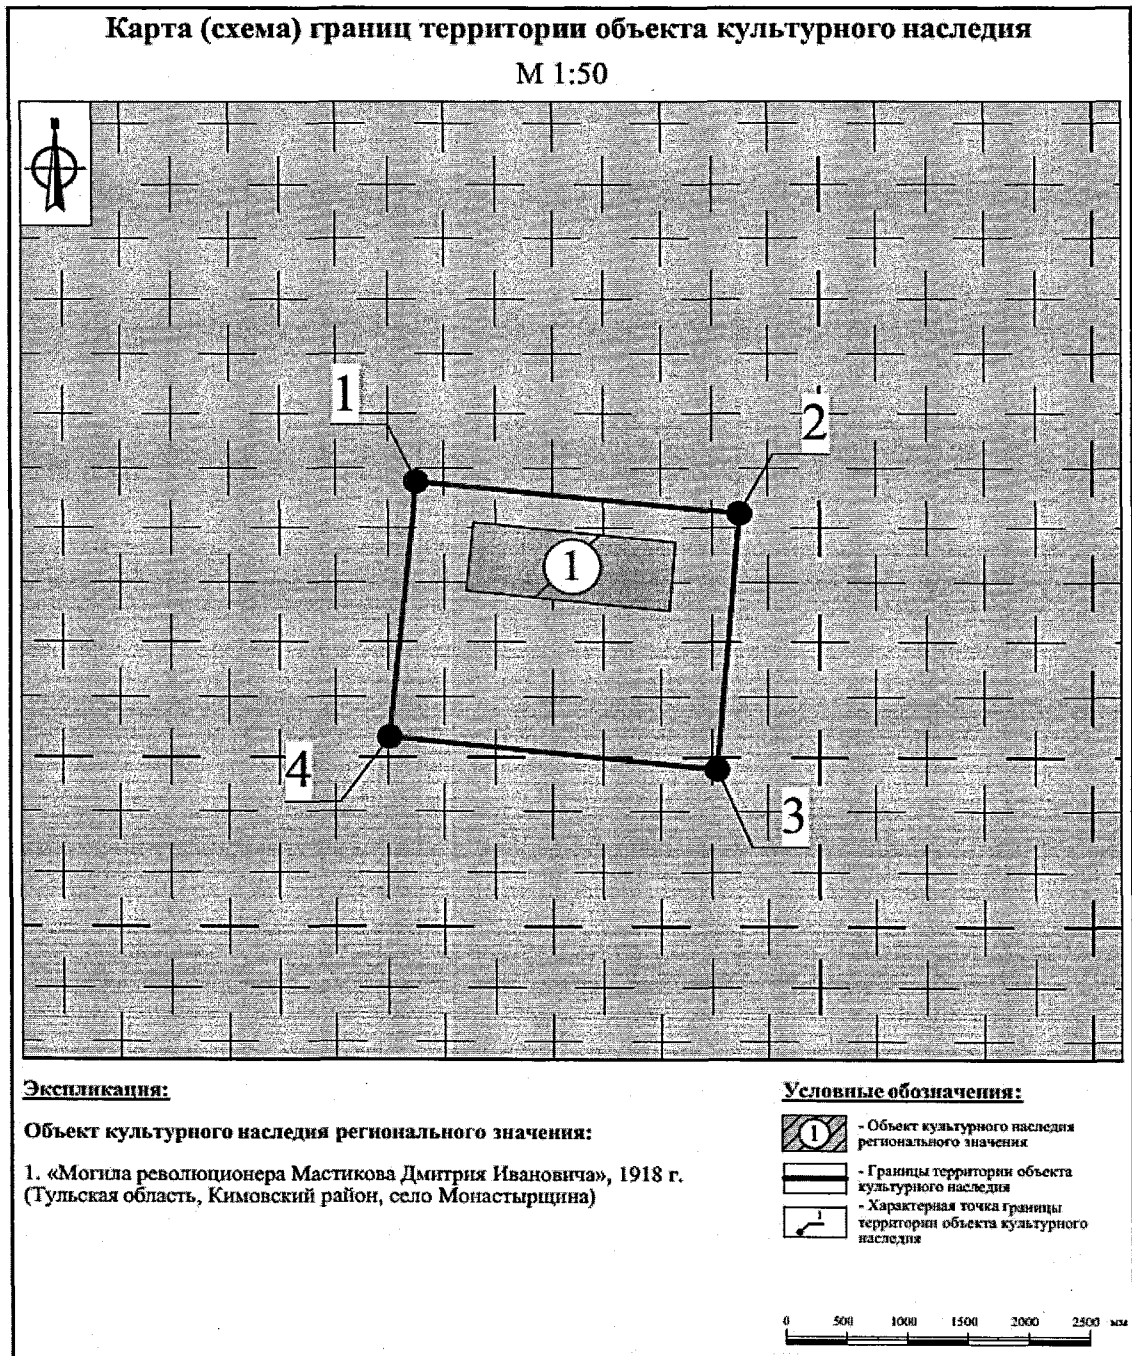 Карта (схема) границ территории объекта культурного наследия
М 1:50
1
2
1
4
3
Экспликация:
Объект культурного наследия регионального значения:
1. «Могила революционера Мастикова Дмитрия Ивановича», 1918 г.
(Тульская область, Кимовский район, село Монастырщина)
Условные обозначения:
1
- Объект культурного наследия
регионального значения
- Границы территории объекта
культурного наследия
1
- Характерная точка границы
территории объекта культурного
наследия
0 500 1000 1500 2000 2500 мм